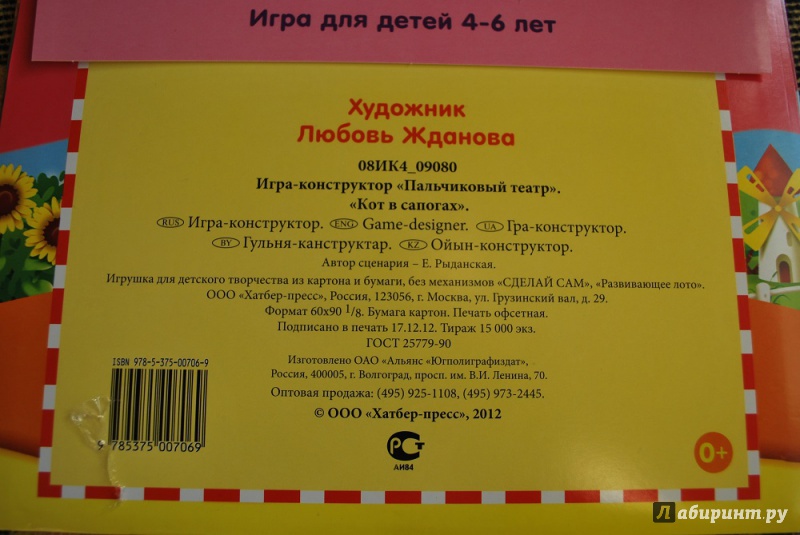 Игра для детей 4-6 лет
Художник
Любовь Жданова
08ИК4_09080
Игра-конструктор «Пальчиковый театр».
«Кот в сапогах».
RUS Игра-конструктор. ENG Game-designer. UA Гра-конструктор.
BY Гульня-канструктар. KZ Ойын-конструктор.
Автор сценария – Е. Рыданская.
Игрушка для детского творчества из картона и бумаги, без механизмов «СДЕЛАЙ САМ», «Развивающее лото».
ООО «Хатбер-пресс», Россия, 123056, г. Москва, ул. Грузинский вал, д. 29.
Формат 60х90 1/8. Бумага картон. Печать офсетная.
Подписано в печать 17.12.12. Тираж 15 000 экз.
ГОСТ 25779-90
Изготовлено ОАО «Альянс «Югполиграфиздат»,
Россия, 400005, г. Волгоград, просп. им. В.И. Ленина, 70.
Оптовая продажа: (495) 925-1108, (495) 973-2445.
© ООО «Хатбер-пресс», 2012
ISBN 978-5-375-00706-9
9 785375 007069
РСТ
АИ84
0+
Лабиринт.ру